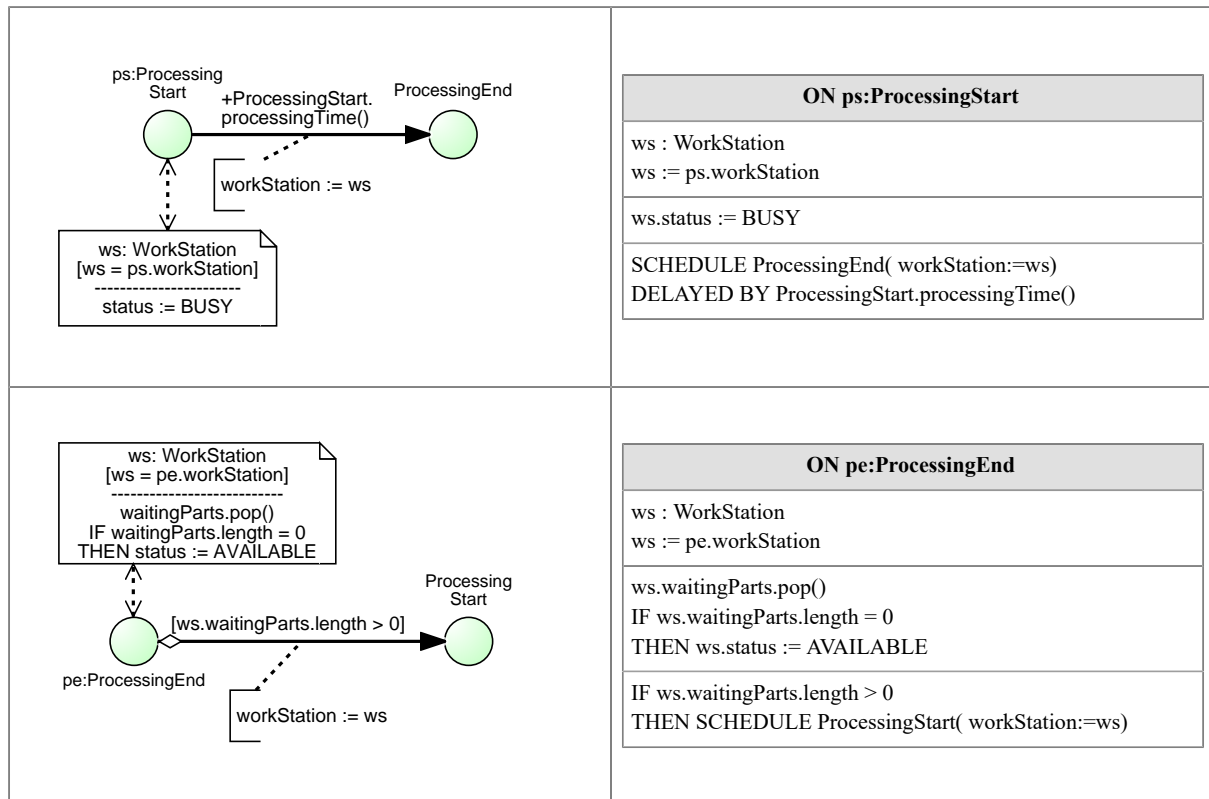 ps:Processing
Start
+ProcessingStart.
processingTime()
ProcessingEnd
workStation := ws
ws: WorkStation
[ws = ps.workStation]
-----------------------
status := BUSY
ON ps:ProcessingStart
ws : WorkStation
ws := ps.workStation
ws.status := BUSY
SCHEDULE ProcessingEnd( workStation:=ws)
DELAYED BY ProcessingStart.processingTime()
ws: WorkStation
[ws = pe.workStation]
---------------------------
waitingParts.pop()
IF waitingParts.length = 0
THEN status := AVAILABLE
Processing
Start
[ws.waitingParts.length > 0]
pe:ProcessingEnd
workStation := ws
ON pe:ProcessingEnd
ws : WorkStation
ws := pe.workStation
ws.waitingParts.pop()
IF ws.waitingParts.length = 0
THEN ws.status := AVAILABLE
IF ws.waitingParts.length > 0
THEN SCHEDULE ProcessingStart( workStation:=ws)